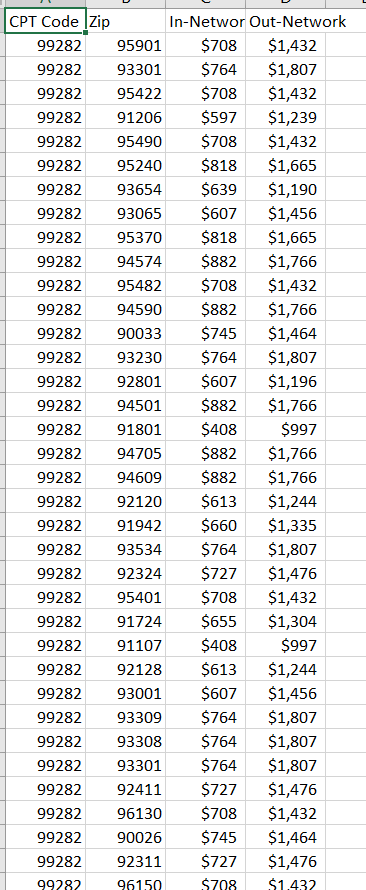 CPT Code Zip In-Networ Out-Network
99282 95901 $708 $1,432
99282 93301 $764 $1,807
99282 95422 $708 $1,432
99282 91206 $597 $1,239
99282 95490 $708 $1,432
99282 95240 $818 $1,665
99282 93654 $639 $1,190
99282 93065 $607 $1,456
99282 95370 $818 $1,665
99282 94574 $882 $1,766
99282 95482 $708 $1,432
99282 94590 $882 $1,766
99282 90033 $745 $1,464
99282 93230 $764 $1,807
99282 92801 $607 $1,196
99282 94501 $882 $1,766
99282 91801 $408 $997
99282 94705 $882 $1,766
99282 94609 $882 $1,766
99282 92120 $613 $1,244
99282 91942 $660 $1,335
99282 93534 $764 $1,807
99282 92324 $727 $1,476
99282 95401 $708 $1,432
99282 91724 $655 $1,304
99282 91107 $408 $997
99282 92128 $613 $1,244
99282 93001 $607 $1,456
99282 93309 $764 $1,807
99282 93308 $764 $1,807
99282 93301 $764 $1,807
99282 92411 $727 $1,476
99282 96130 $708 $1,432
99282 90026 $745 $1,464
99282 92311 $727 $1,476
99282 96150 $708 $1,432